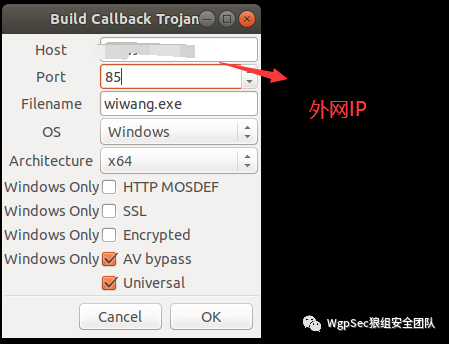 Build Callback Trojan
Host
Port 85
Filename wiwang.exe
OS Windows
Architecture x64
Windows Only HTTP MOSDEF
Windows Only SSL
Windows Only Encrypted
Windows Only AV bypass
Universal
Cancel OK
外网IP
WgpSec狼组安全团队